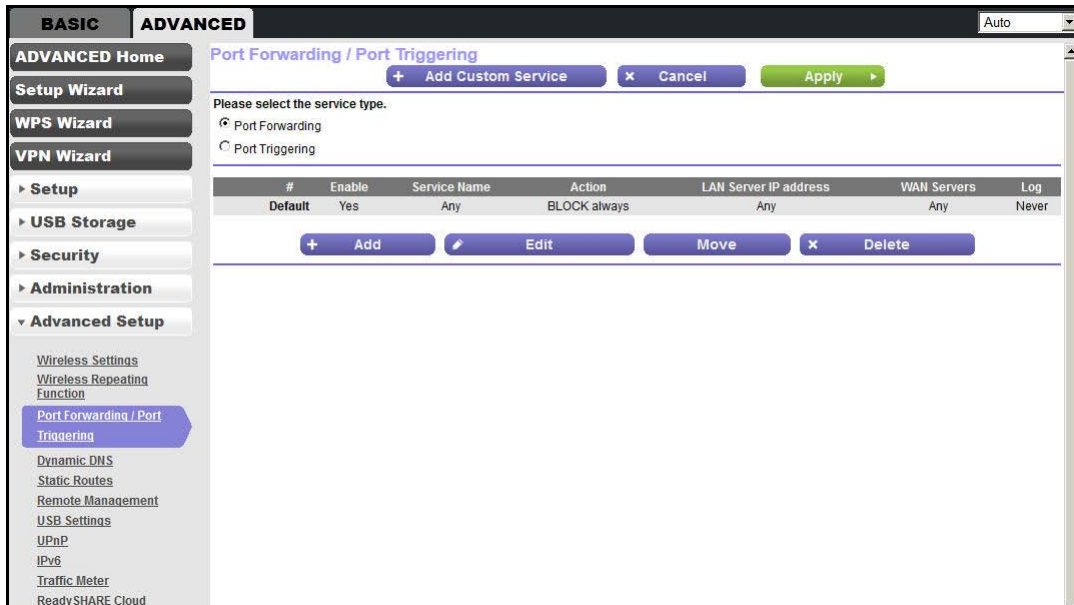 BASIC
ADVANCED
Auto
ADVANCED Home
Setup Wizard
WPS Wizard
VPN Wizard
Setup
USB Storage
Security
Administration
Advanced Setup
Wireless Settings
Wireless Repeating
Function
Port Forwarding / Port
Triggering
Dynamic DNS
Static Routes
Remote Management
USB Settings
UPnP
IPv6
Traffic Meter
ReadySHARE Cloud
Port Forwarding / Port Triggering
+ Add Custom Service
× Cancel
Apply
Please select the service type.
Port Forwarding
Port Triggering
# Enable Service Name Action LAN Server IP address WAN Servers Log
Default Yes Any BLOCK always Any Any Never
+ Add
Edit
Move
× Delete